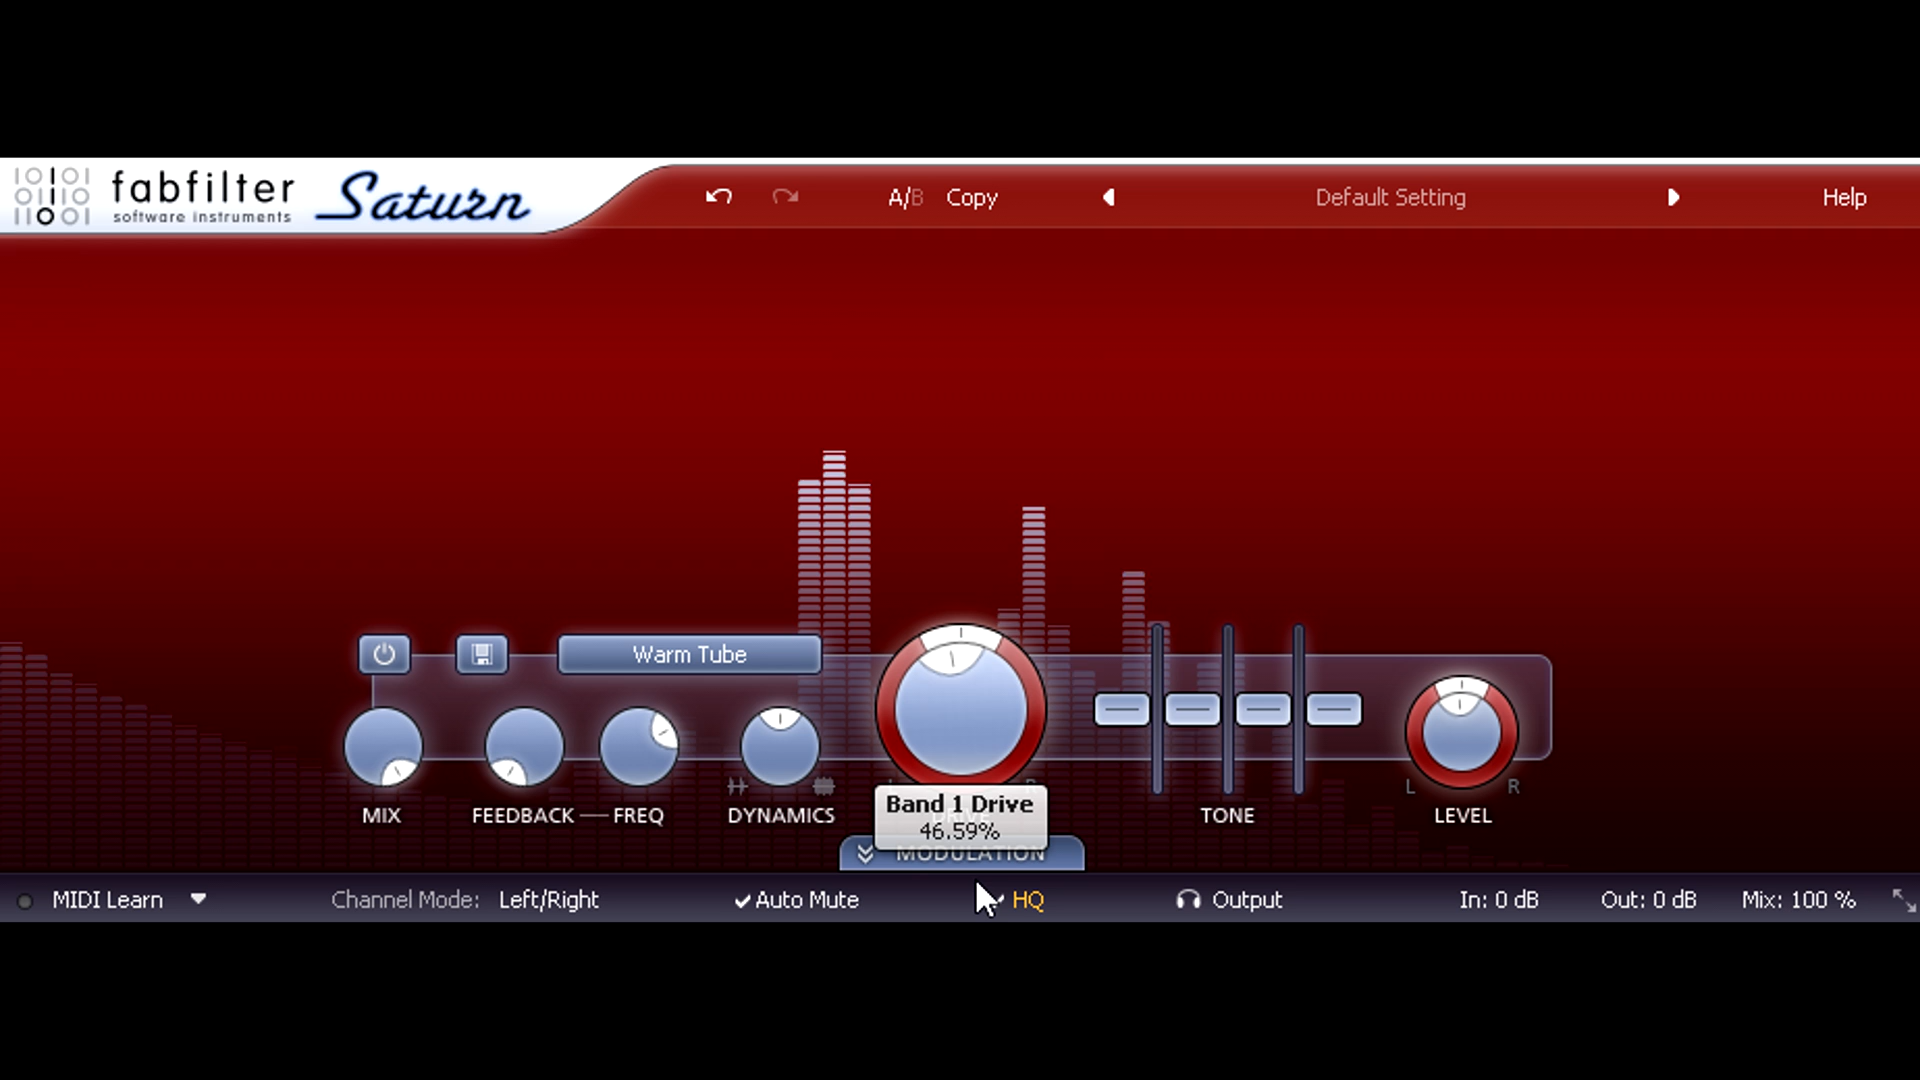 fabfilter
software instruments
Saturn
A/B Copy
Default Setting
Help
Warm Tube
MIX
FEEDBACK
FREQ
DYNAMICS
L R
Band 1 Drive
46.59%
TONE
L R
LEVEL
MODULATION
MIDI Learn
Channel Mode: Left/Right
Auto Mute
HQ
Output
In: 0 dB
Out: 0 dB
Mix: 100 %